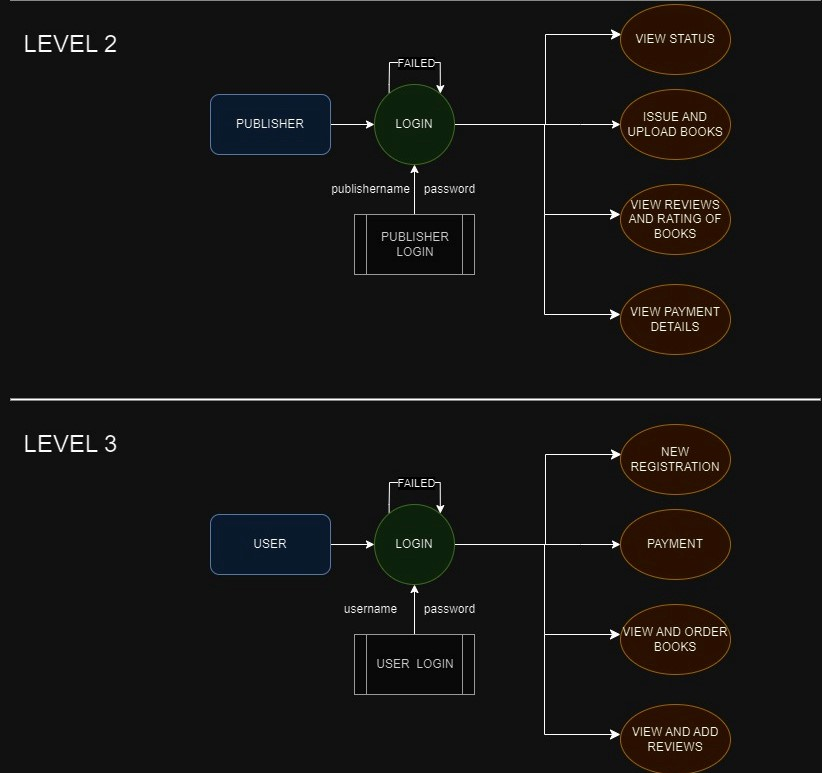 LEVEL 2
FAILED
PUBLISHER
LOGIN
publishername password
PUBLISHER
LOGIN
VIEW STATUS
ISSUE AND
UPLOAD BOOKS
VIEW REVIEWS
AND RATING OF
BOOKS
VIEW PAYMENT
DETAILS
LEVEL 3
FAILED
USER
LOGIN
username password
USER LOGIN
NEW
REGISTRATION
PAYMENT
VIEW AND ORDER
BOOKS
VIEW AND ADD
REVIEWS